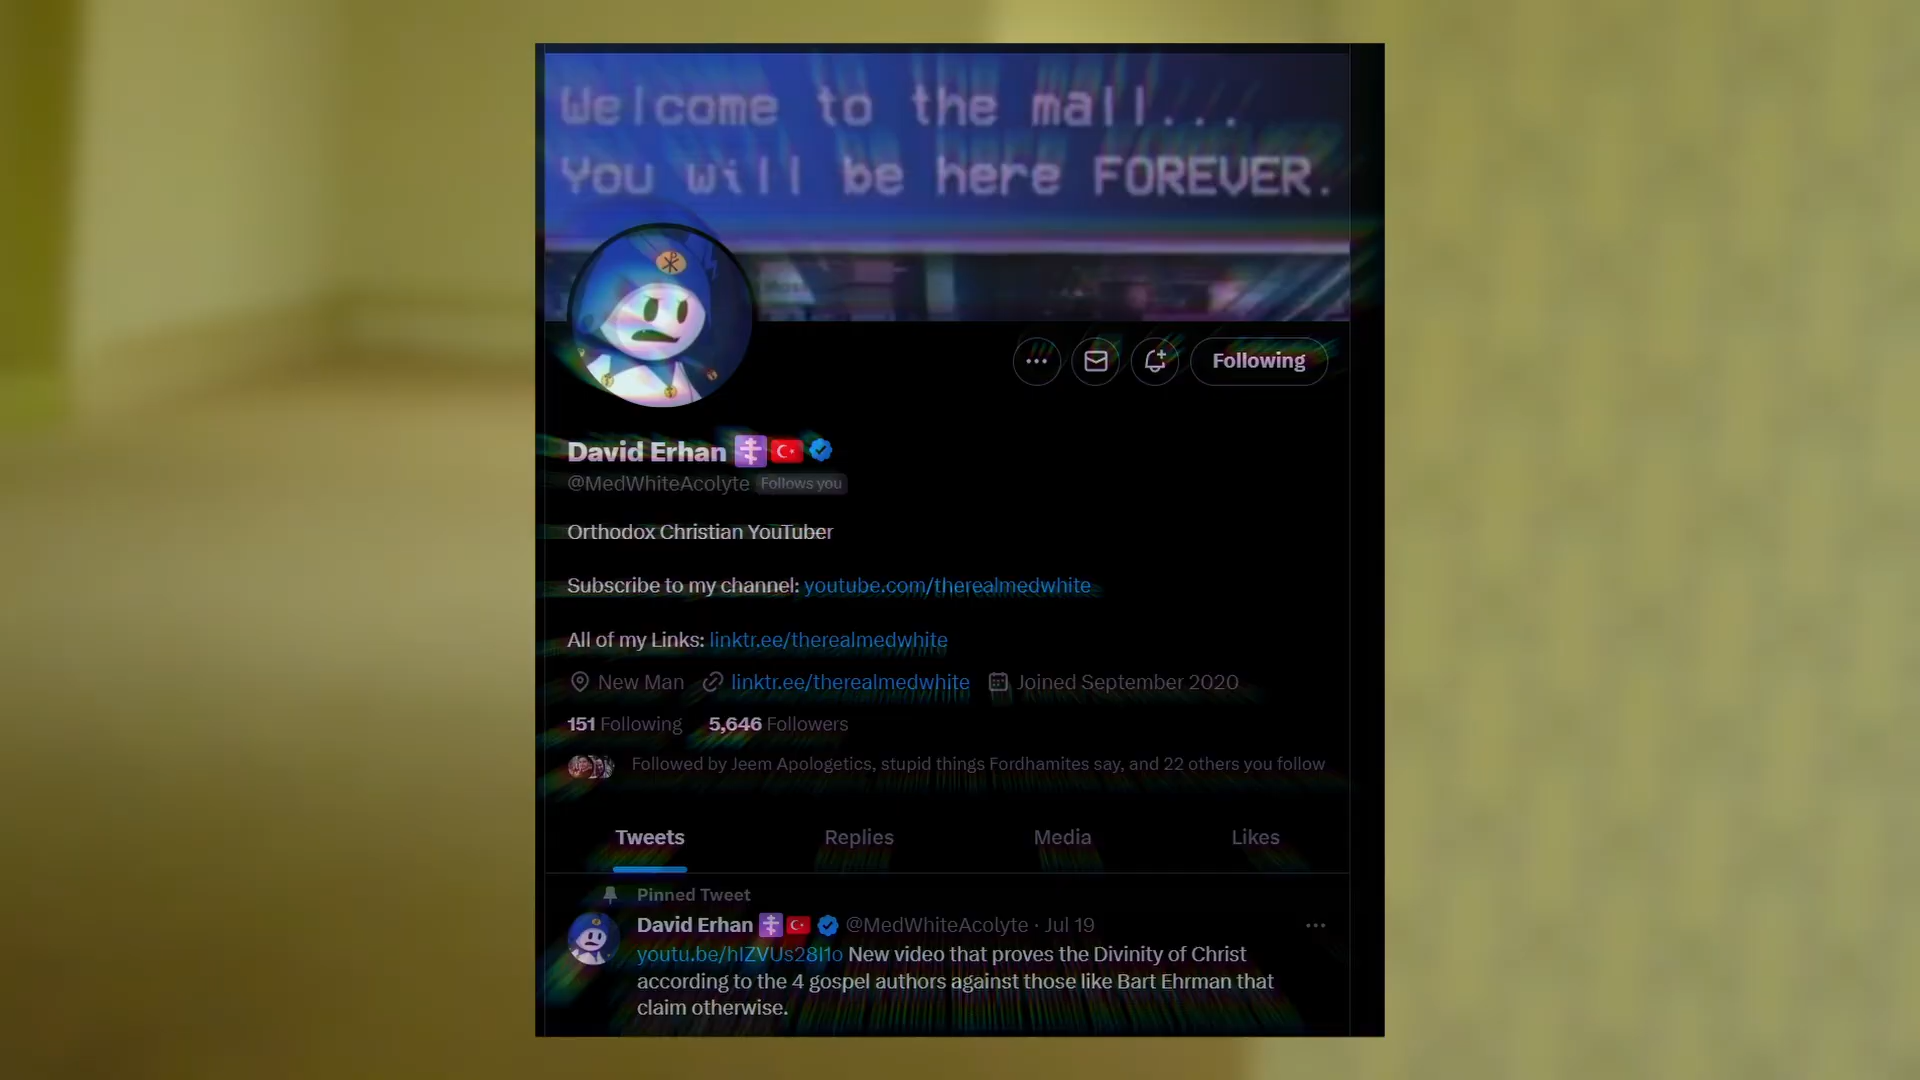 Welcome to the mall...
You will be here FOREVER.
Following
David Erhan
@MedWhiteAcolyte Follows you
Orthodox Christian YouTuber
Subscribe to my channel: youtube.com/therealmedwhite
All of my Links: linktr.ee/therealmedwhite
New Man linktr.ee/therealmedwhite Joined September 2020
151 Following 5,646 Followers
Followed by Jeem Apologetics, stupid things Fordhamites say, and 22 others you follow
Tweets Replies Media Likes
Pinned Tweet
David Erhan @MedWhiteAcolyte · Jul 19
New video that proves the Divinity of Christ
according to the 4 gospel authors against those like Bart Ehrman that
claim otherwise.